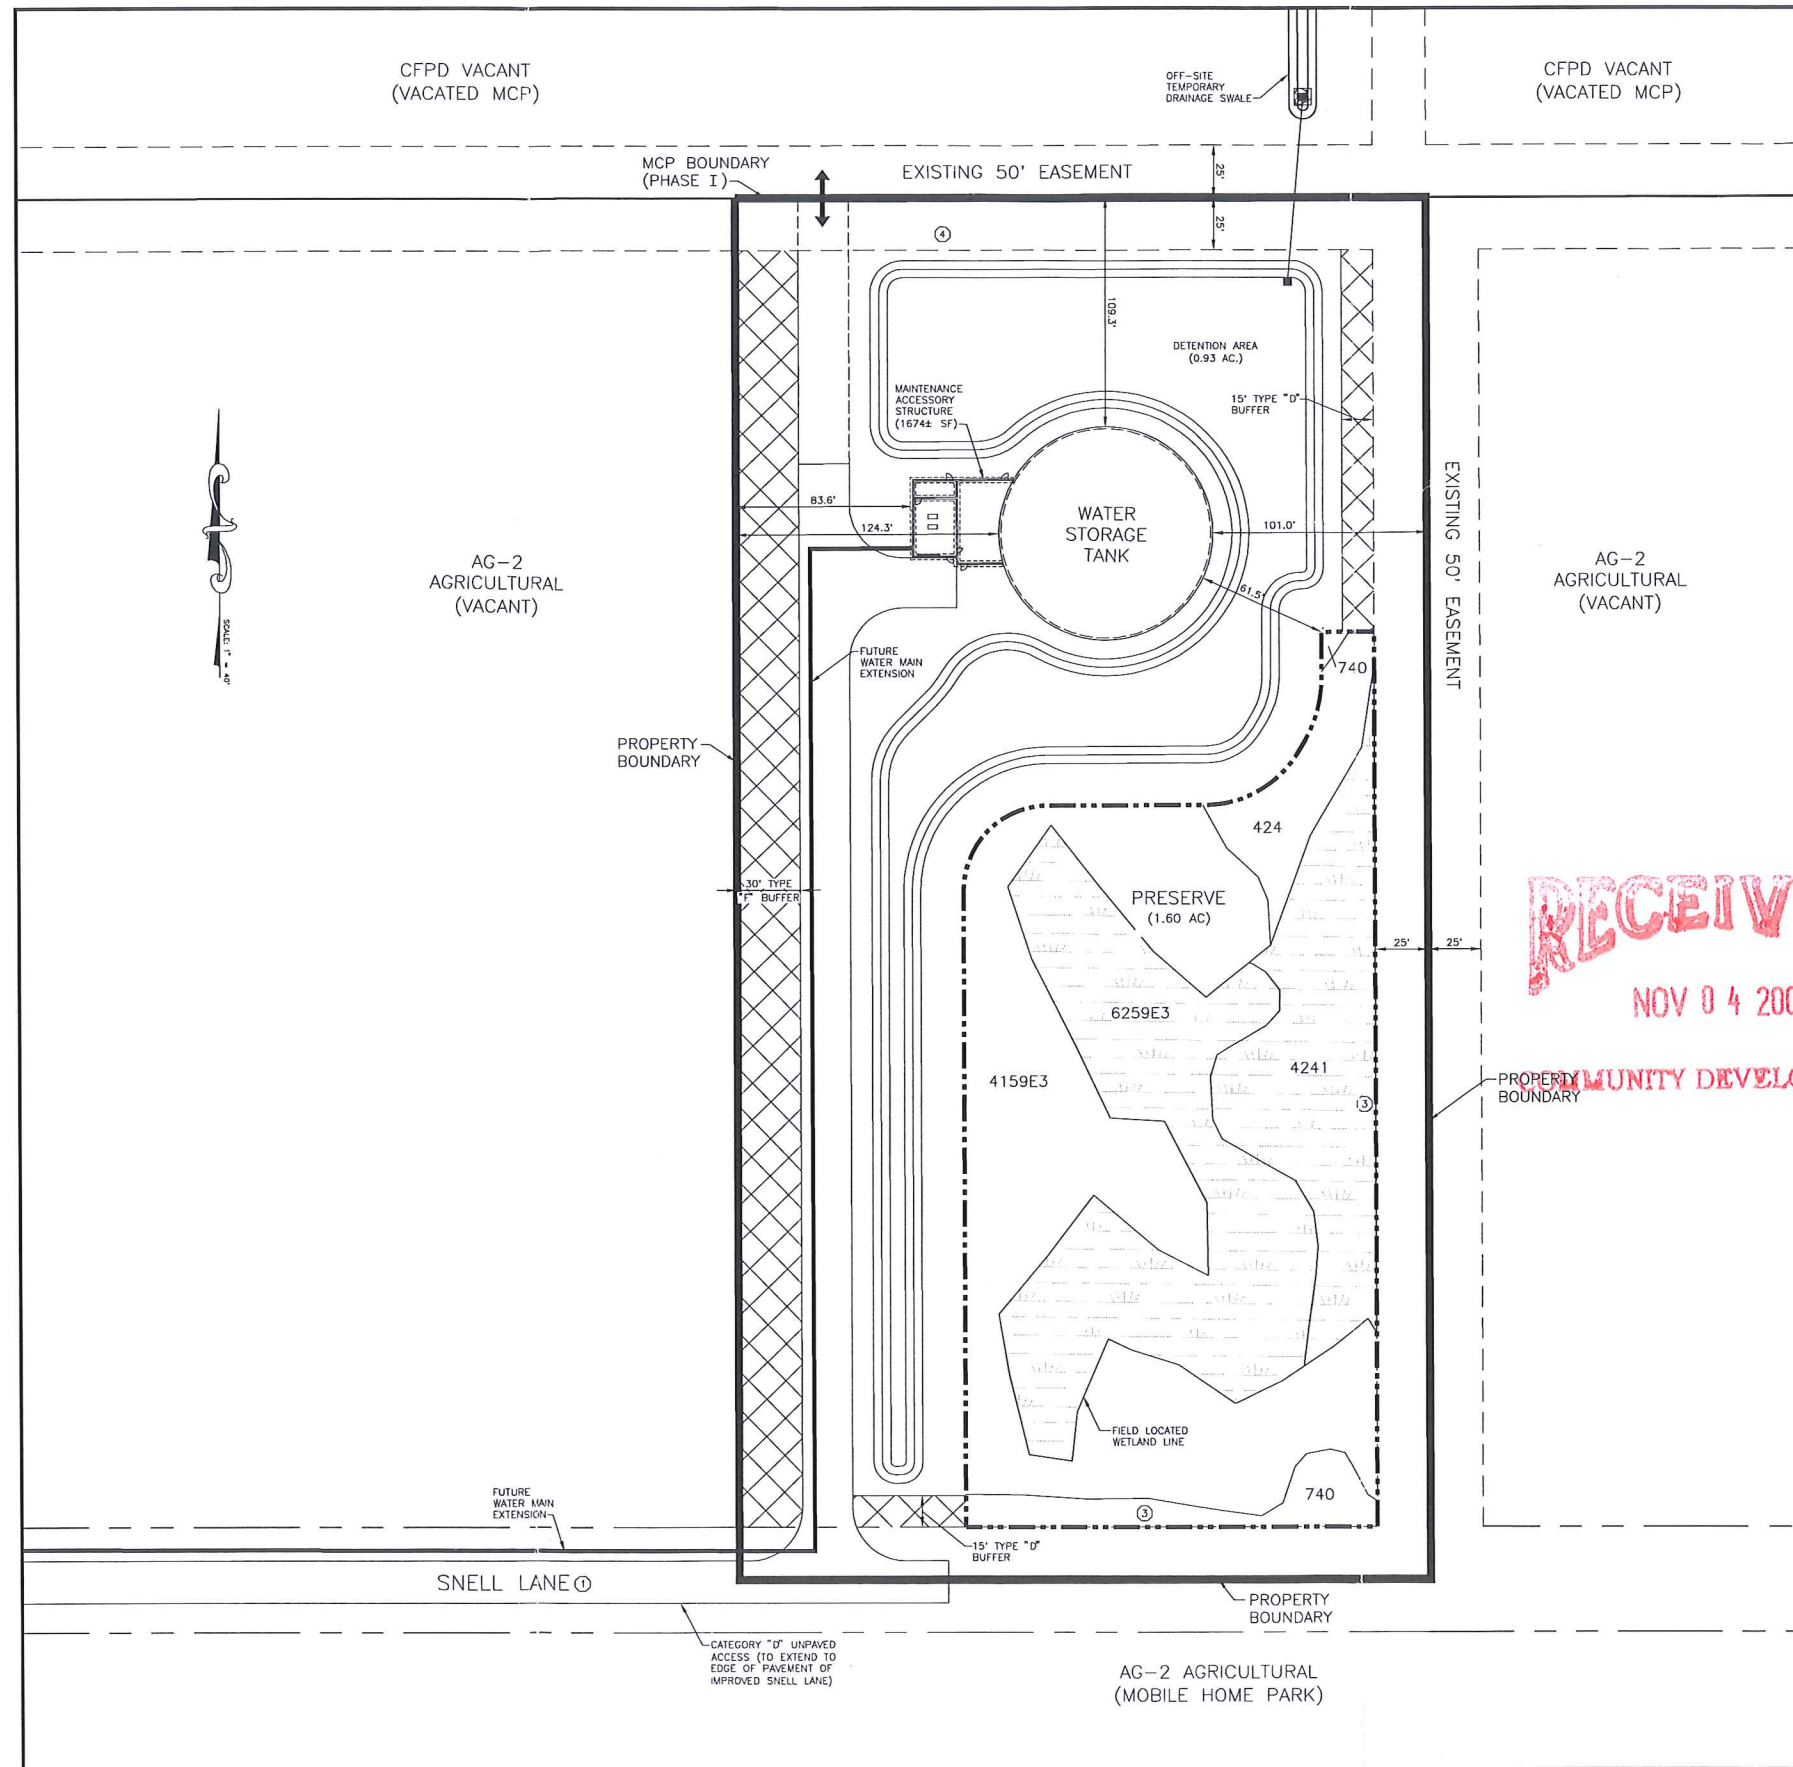 CFPD VACANT
(VACATED MCP)
OFF-SITE
TEMPORARY
DRAINAGE SWALE
CFPD VACANT
(VACATED MCP)
MCP BOUNDARY
(PHASE I)
EXISTING 50' EASEMENT
25'
25'
4
109.3'
DETENTION AREA
(0.93 AC.)
MAINTENANCE
ACCESSORY
STRUCTURE
(1674± SF)
15' TYPE "D"
BUFFER
83.6'
124.3'
WATER
STORAGE
TANK
101.0'
61.5'
EXISTING 50' EASEMENT
AG-2
AGRICULTURAL
(VACANT)
AG-2
AGRICULTURAL
(VACANT)
SCALE: 1" = 40'
FUTURE
WATER MAIN
EXTENSION
740
PROPERTY
BOUNDARY
424
30' TYPE
"F" BUFFER
PRESERVE
(1.60 AC)
25'
25'
RECEIV
NOV 04 200
COMMUNITY DEVELO
6259E3
4159E3
4241
3
PROPERTY
BOUNDARY
FIELD LOCATED
WETLAND LINE
740
3
FUTURE
WATER MAIN
EXTENSION
15' TYPE "D"
BUFFER
SNELL LANE 1
PROPERTY
BOUNDARY
CATEGORY "D" UNPAVED
ACCESS (TO EXTEND TO
EDGE OF PAVEMENT OF
IMPROVED SNELL LANE)
AG-2 AGRICULTURAL
(MOBILE HOME PARK)